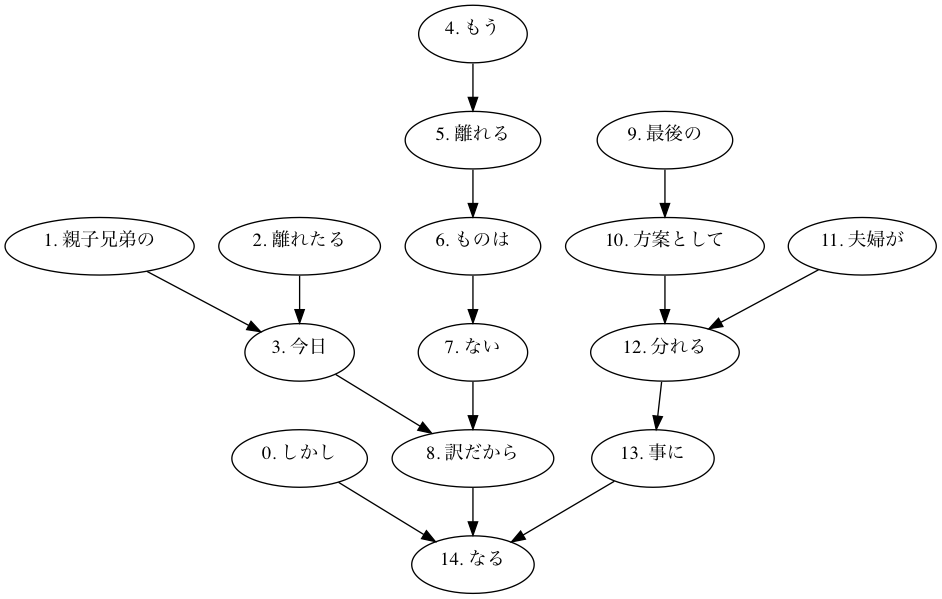 4. もう
5. 離れる
9. 最後の
1. 親子兄弟の
2. 離れたる
6. ものは
10. 方案として
11. 夫婦が
3. 今日
7. ない
12. 分れる
0. しかし
8. 訳だから
13. 事に
14. なる